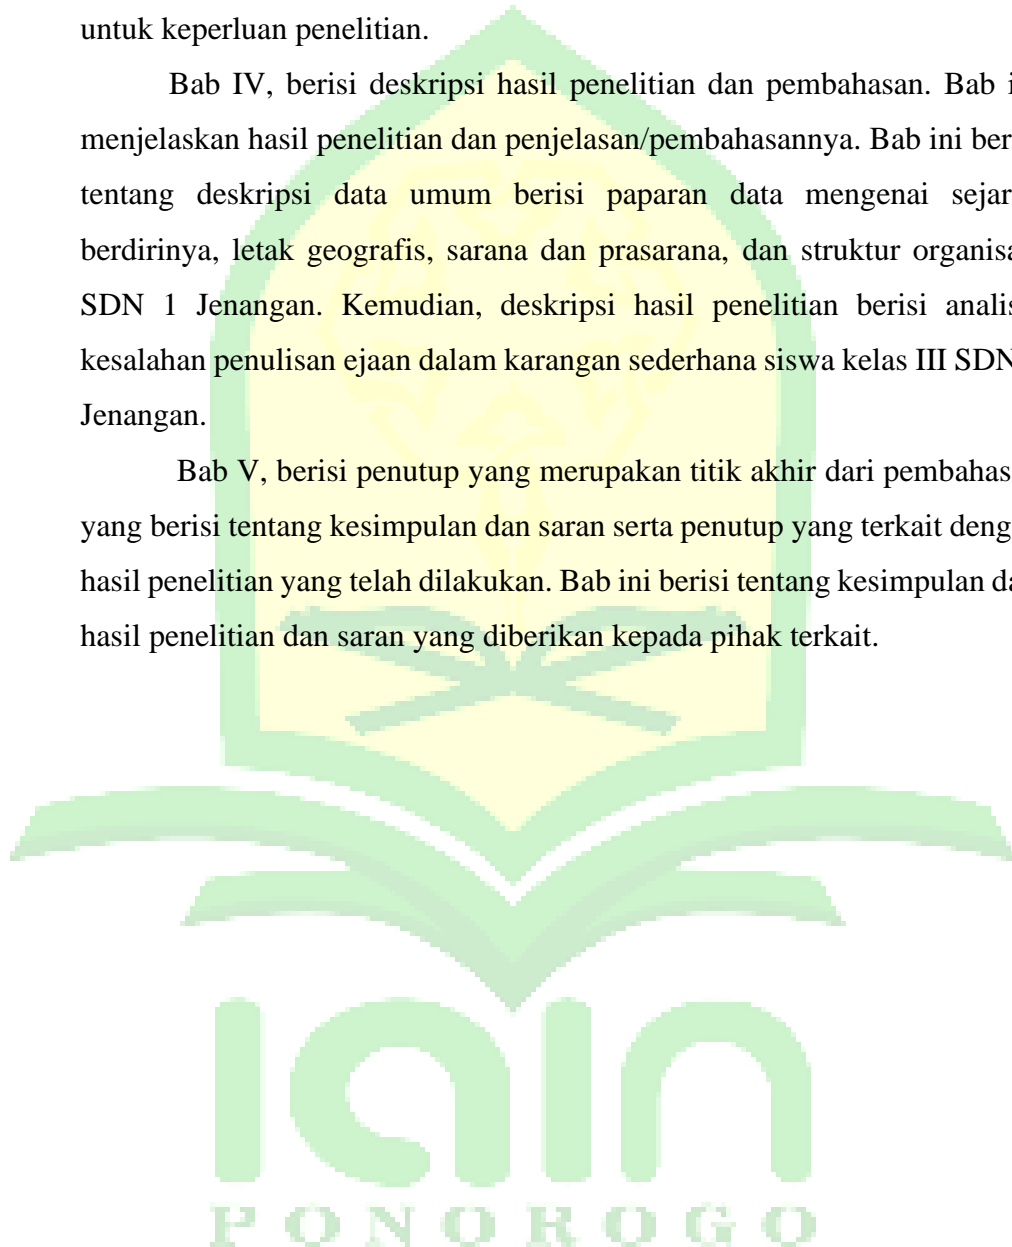 untuk keperluan penelitian.
Bab IV, berisi deskripsi hasil penelitian dan pembahasan. Bab i
menjelaskan hasil penelitian dan penjelasan/pembahasannya. Bab ini ber
tentang deskripsi data umum berisi paparan data mengenai sejar
berdirinya, letak geografis, sarana dan prasarana, dan struktur organisa
SDN 1 Jenangan. Kemudian, deskripsi hasil penelitian berisi analis
kesalahan penulisan ejaan dalam karangan sederhana siswa kelas III SDN
Jenangan.
Bab V, berisi penutup yang merupakan titik akhir dari pembahas
yang berisi tentang kesimpulan dan saran serta penutup yang terkait deng
hasil penelitian yang telah dilakukan. Bab ini berisi tentang kesimpulan da
hasil penelitian dan saran yang diberikan kepada pihak terkait.
iain
PONOROGO